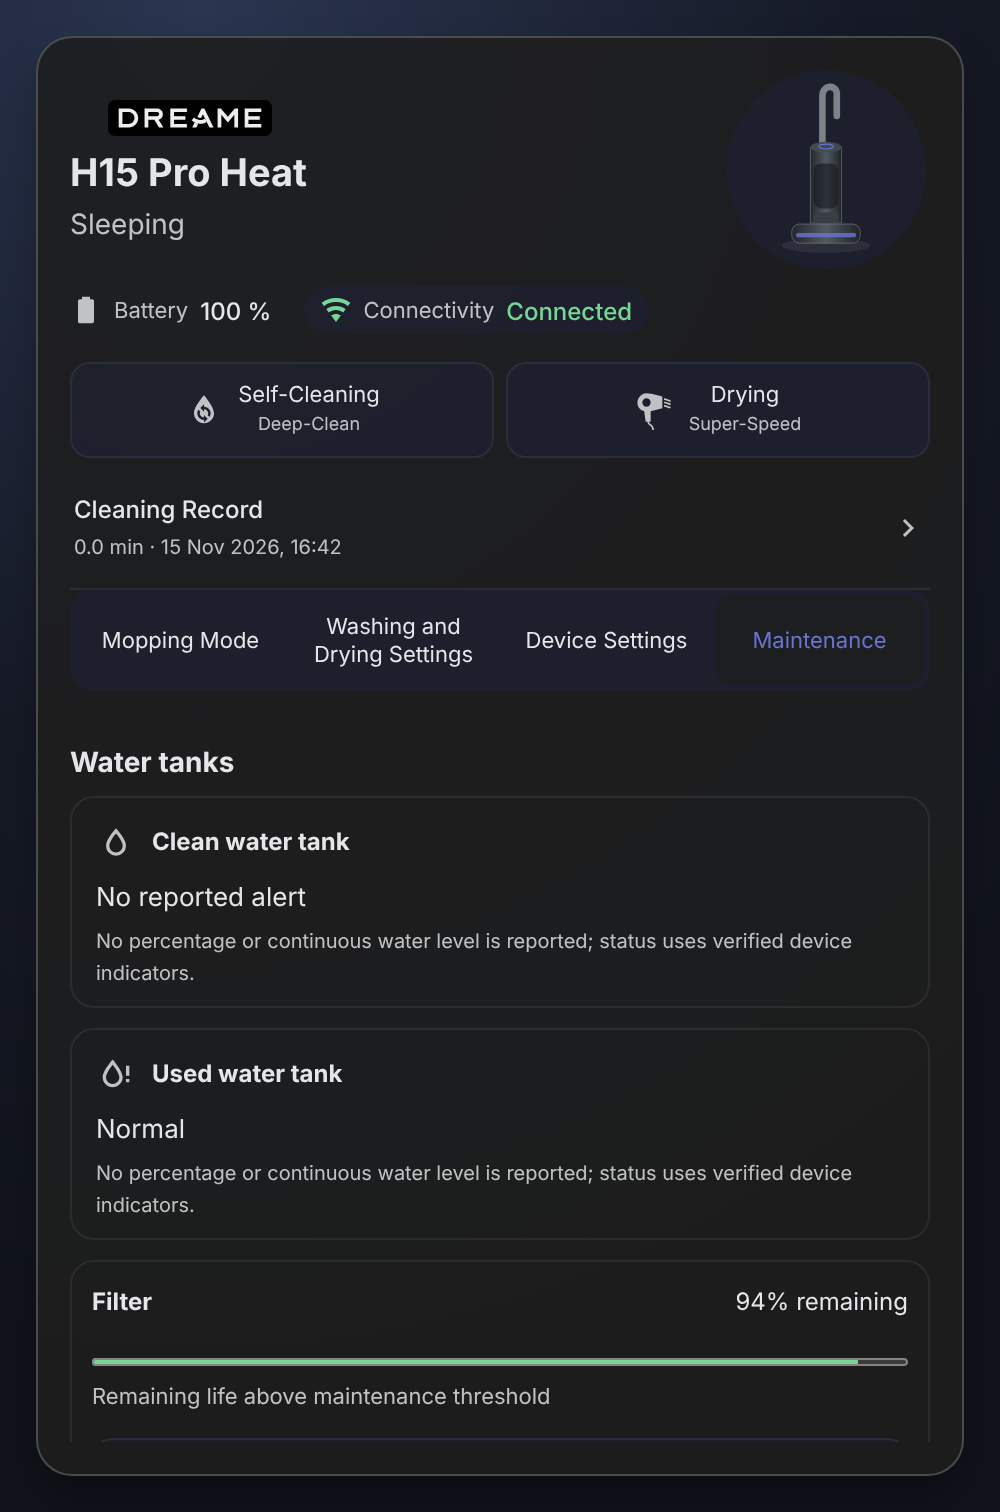 DREAME
H15 Pro Heat
Sleeping
Battery 100 % Connectivity Connected
Self-Cleaning
Deep-Clean
Drying
Super-Speed
Cleaning Record
0.0 min · 15 Nov 2026, 16:42
Mopping Mode
Washing and
Drying Settings
Device Settings
Maintenance
Water tanks
Clean water tank
No reported alert
No percentage or continuous water level is reported; status uses verified device
indicators.
Used water tank
Normal
No percentage or continuous water level is reported; status uses verified device
indicators.
Filter 94% remaining
Remaining life above maintenance threshold